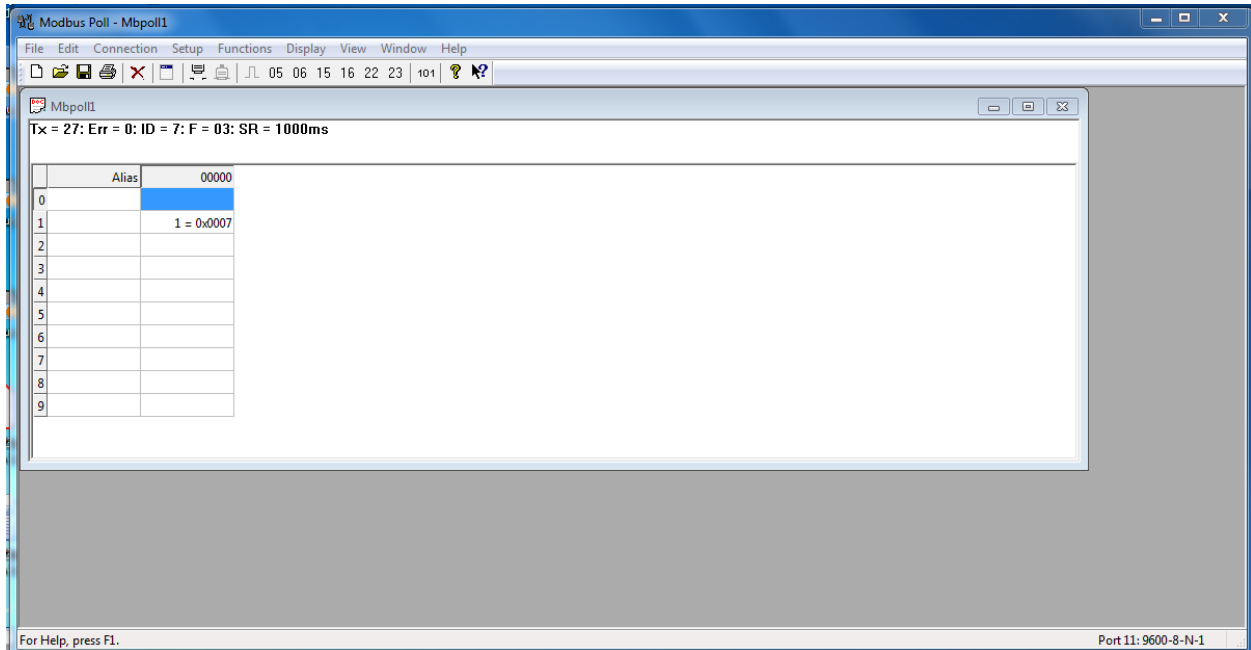 Modbus Poll - Mbpoll1
File Edit Connection Setup Functions Display View Window Help
05 06 15 16 22 23 101
Mbpoll1
Tx = 27: Err = 0: ID = 7: F = 03: SR = 1000ms
Alias 00000
0
1 1 = 0x0007
2
3
4
5
6
7
8
9
For Help, press F1. Port 11: 9600-8-N-1